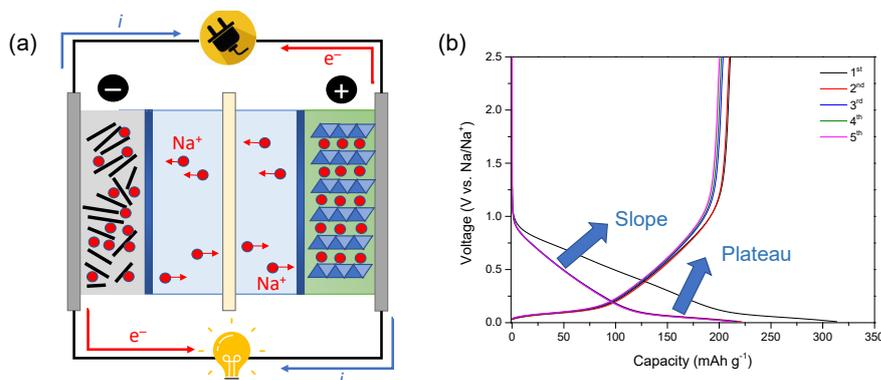 (a)
i
e⁻
−
+
Na⁺
Na⁺
e⁻
i
(b)
Voltage (V vs. Na/Na⁺)
2.5
2.0
1.5
1.0
0.5
0.0
1st
2nd
3rd
4th
5th
Slope
Plateau
0 50 100 150 200 250 300 350
Capacity (mAh g⁻¹)